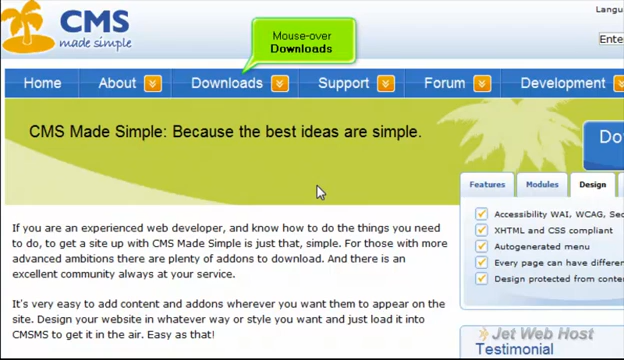 CMS
made simple
Langu
Mouse-over
Downloads
Ente
Home About Downloads Support Forum Development
CMS Made Simple: Because the best ideas are simple.
Do
Features Modules Design
If you are an experienced web developer, and know how to do the things you need
to do, to get a site up with CMS Made Simple is just that, simple. For those with more
advanced ambitions there are plenty of addons to download. And there is an
excellent community always at your service.
It's very easy to add content and addons wherever you want them to appear on the
site. Design your website in whatever way or style you want and just load it into
CMSMS to get it in the air. Easy as that!
Accessibility WAI, WCAG, Sec
XHTML and CSS compliant
Autogenerated menu
Every page can have differen
Design protected from conte
Jet Web Host
Testimonial